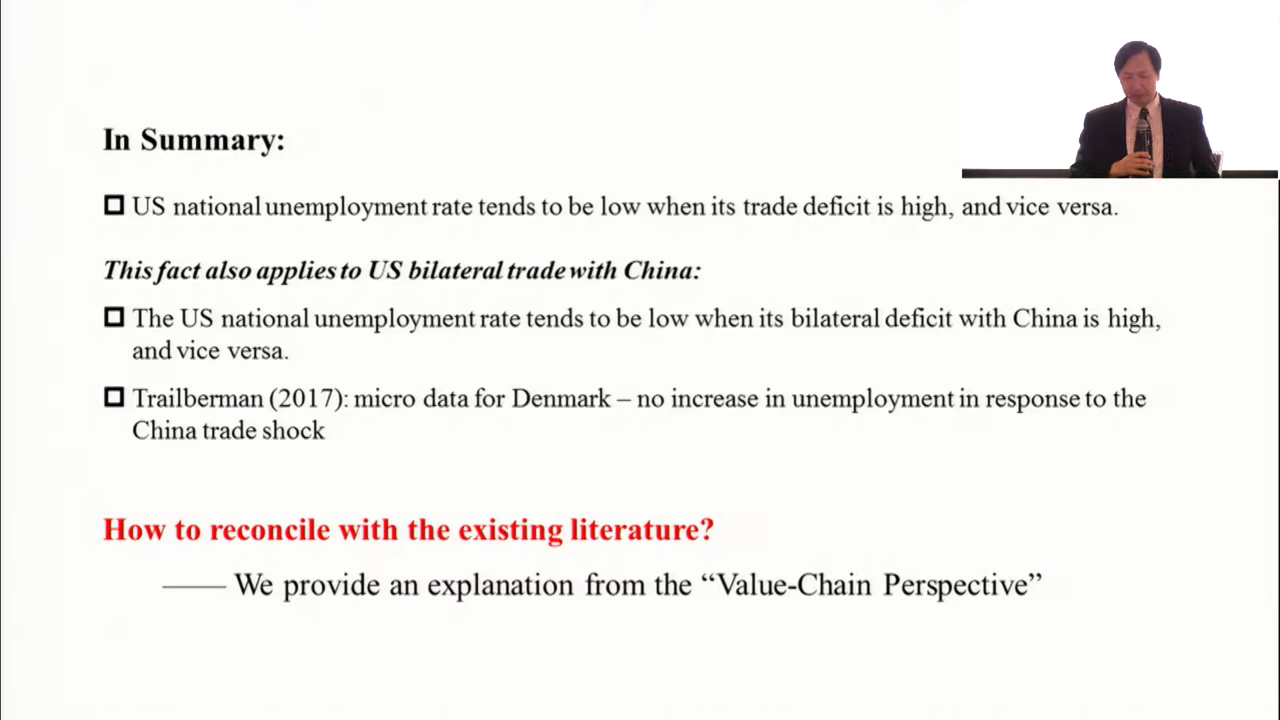 In Summary:
US national unemployment rate tends to be low when its trade deficit is high, and vice versa.
This fact also applies to US bilateral trade with China:
The US national unemployment rate tends to be low when its bilateral deficit with China is high,
and vice versa.
Trailberman (2017): micro data for Denmark – no increase in unemployment in response to the
China trade shock
How to reconcile with the existing literature?
—— We provide an explanation from the “Value-Chain Perspective”